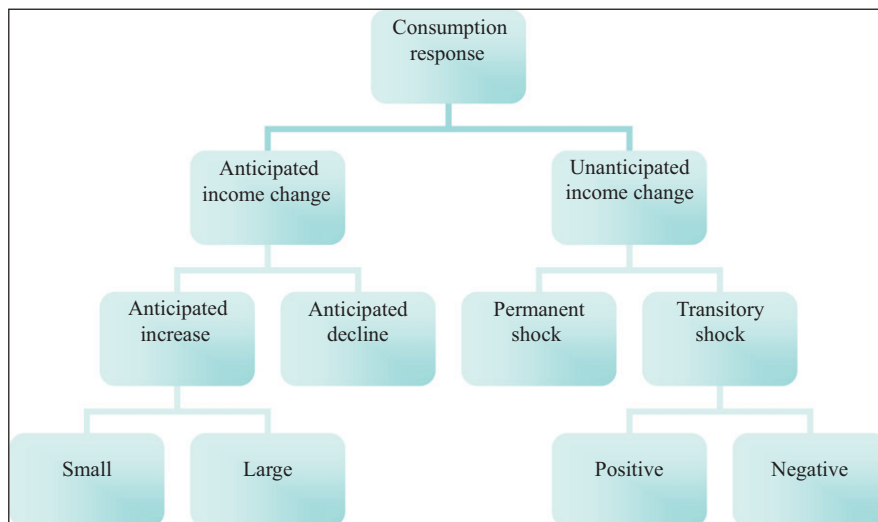 Consumption
response
Anticipated
income change
Unanticipated
income change
Anticipated
increase
Anticipated
decline
Permanent
shock
Transitory
shock
Small
Large
Positive
Negative